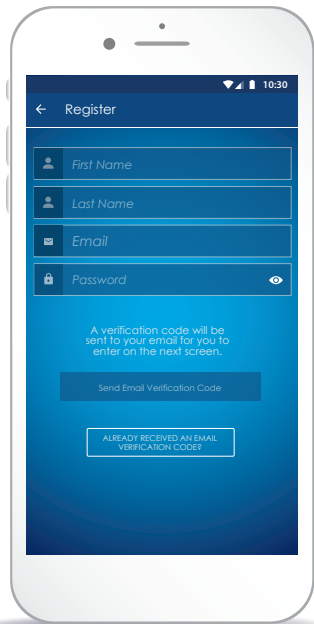 10:30
Register
First Name
Last Name
Email
Password
A verification code will be
sent to your email for you to
enter on the next screen.
Send Email Verification Code
ALREADY RECEIVED AN EMAIL
VERIFICATION CODE?